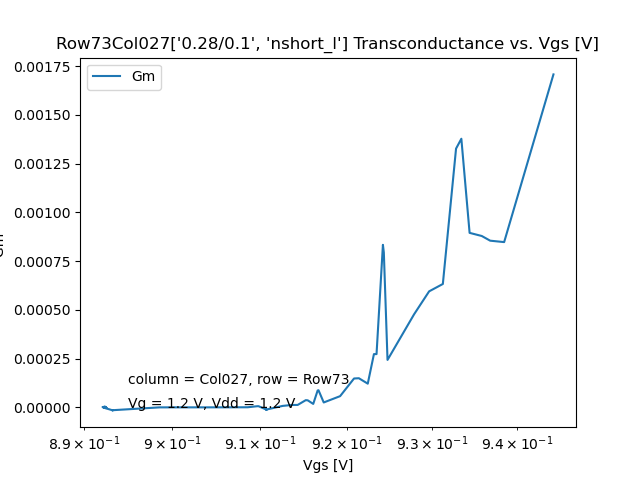 Row73Col027['0.28/0.1', 'nshort_l'] Transconductance vs. Vgs [V]
Gm
0.00175
0.00150
0.00125
0.00100
0.00075
0.00050
0.00025
0.00000
Gm
column = Col027, row = Row73
Vg = 1.2 V, Vdd = 1.2 V
8.9 × 10⁻¹ 9 × 10⁻¹ 9.1 × 10⁻¹ 9.2 × 10⁻¹ 9.3 × 10⁻¹ 9.4 × 10⁻¹
Vgs [V]